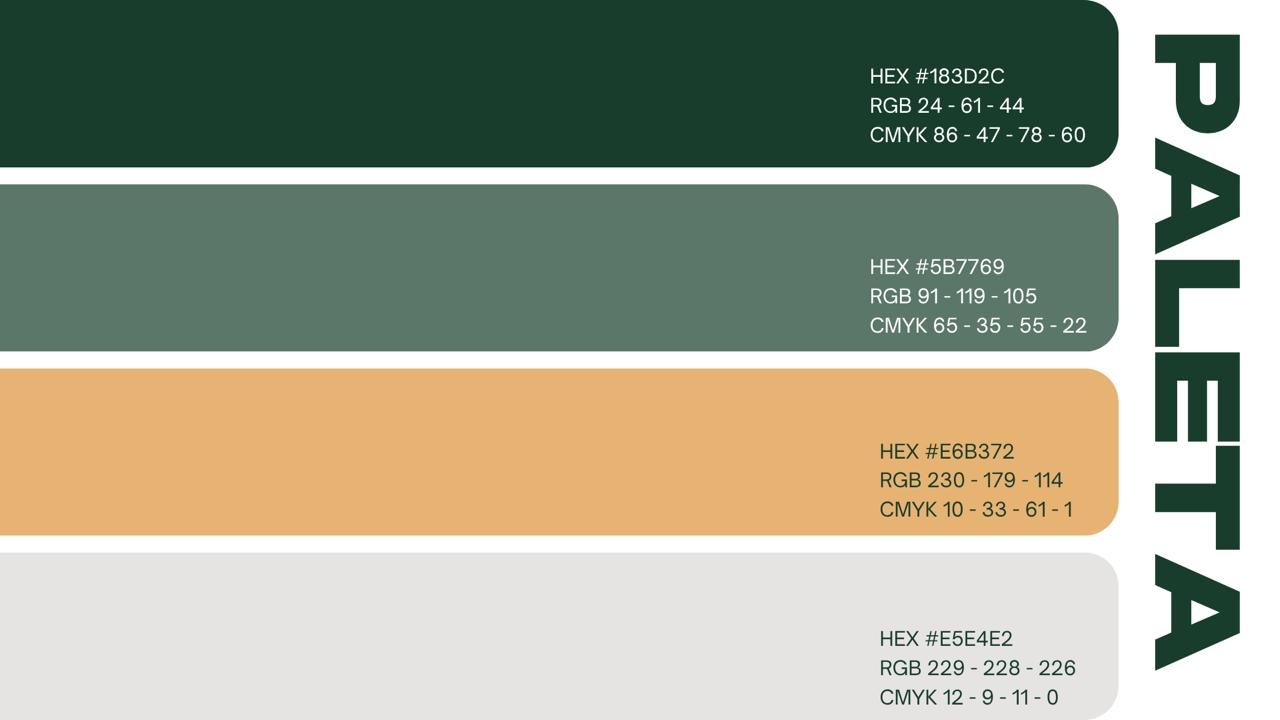 HEX #183D2C
RGB 24 - 61 - 44
CMYK 86 - 47 - 78 - 60
HEX #5B7769
RGB 91 - 119 - 105
CMYK 65 - 35 - 55 - 22
HEX #E6B372
RGB 230 - 179 - 114
CMYK 10 - 33 - 61 - 1
HEX #E5E4E2
RGB 229 - 228 - 226
CMYK 12 - 9 - 11 - 0
PALETA